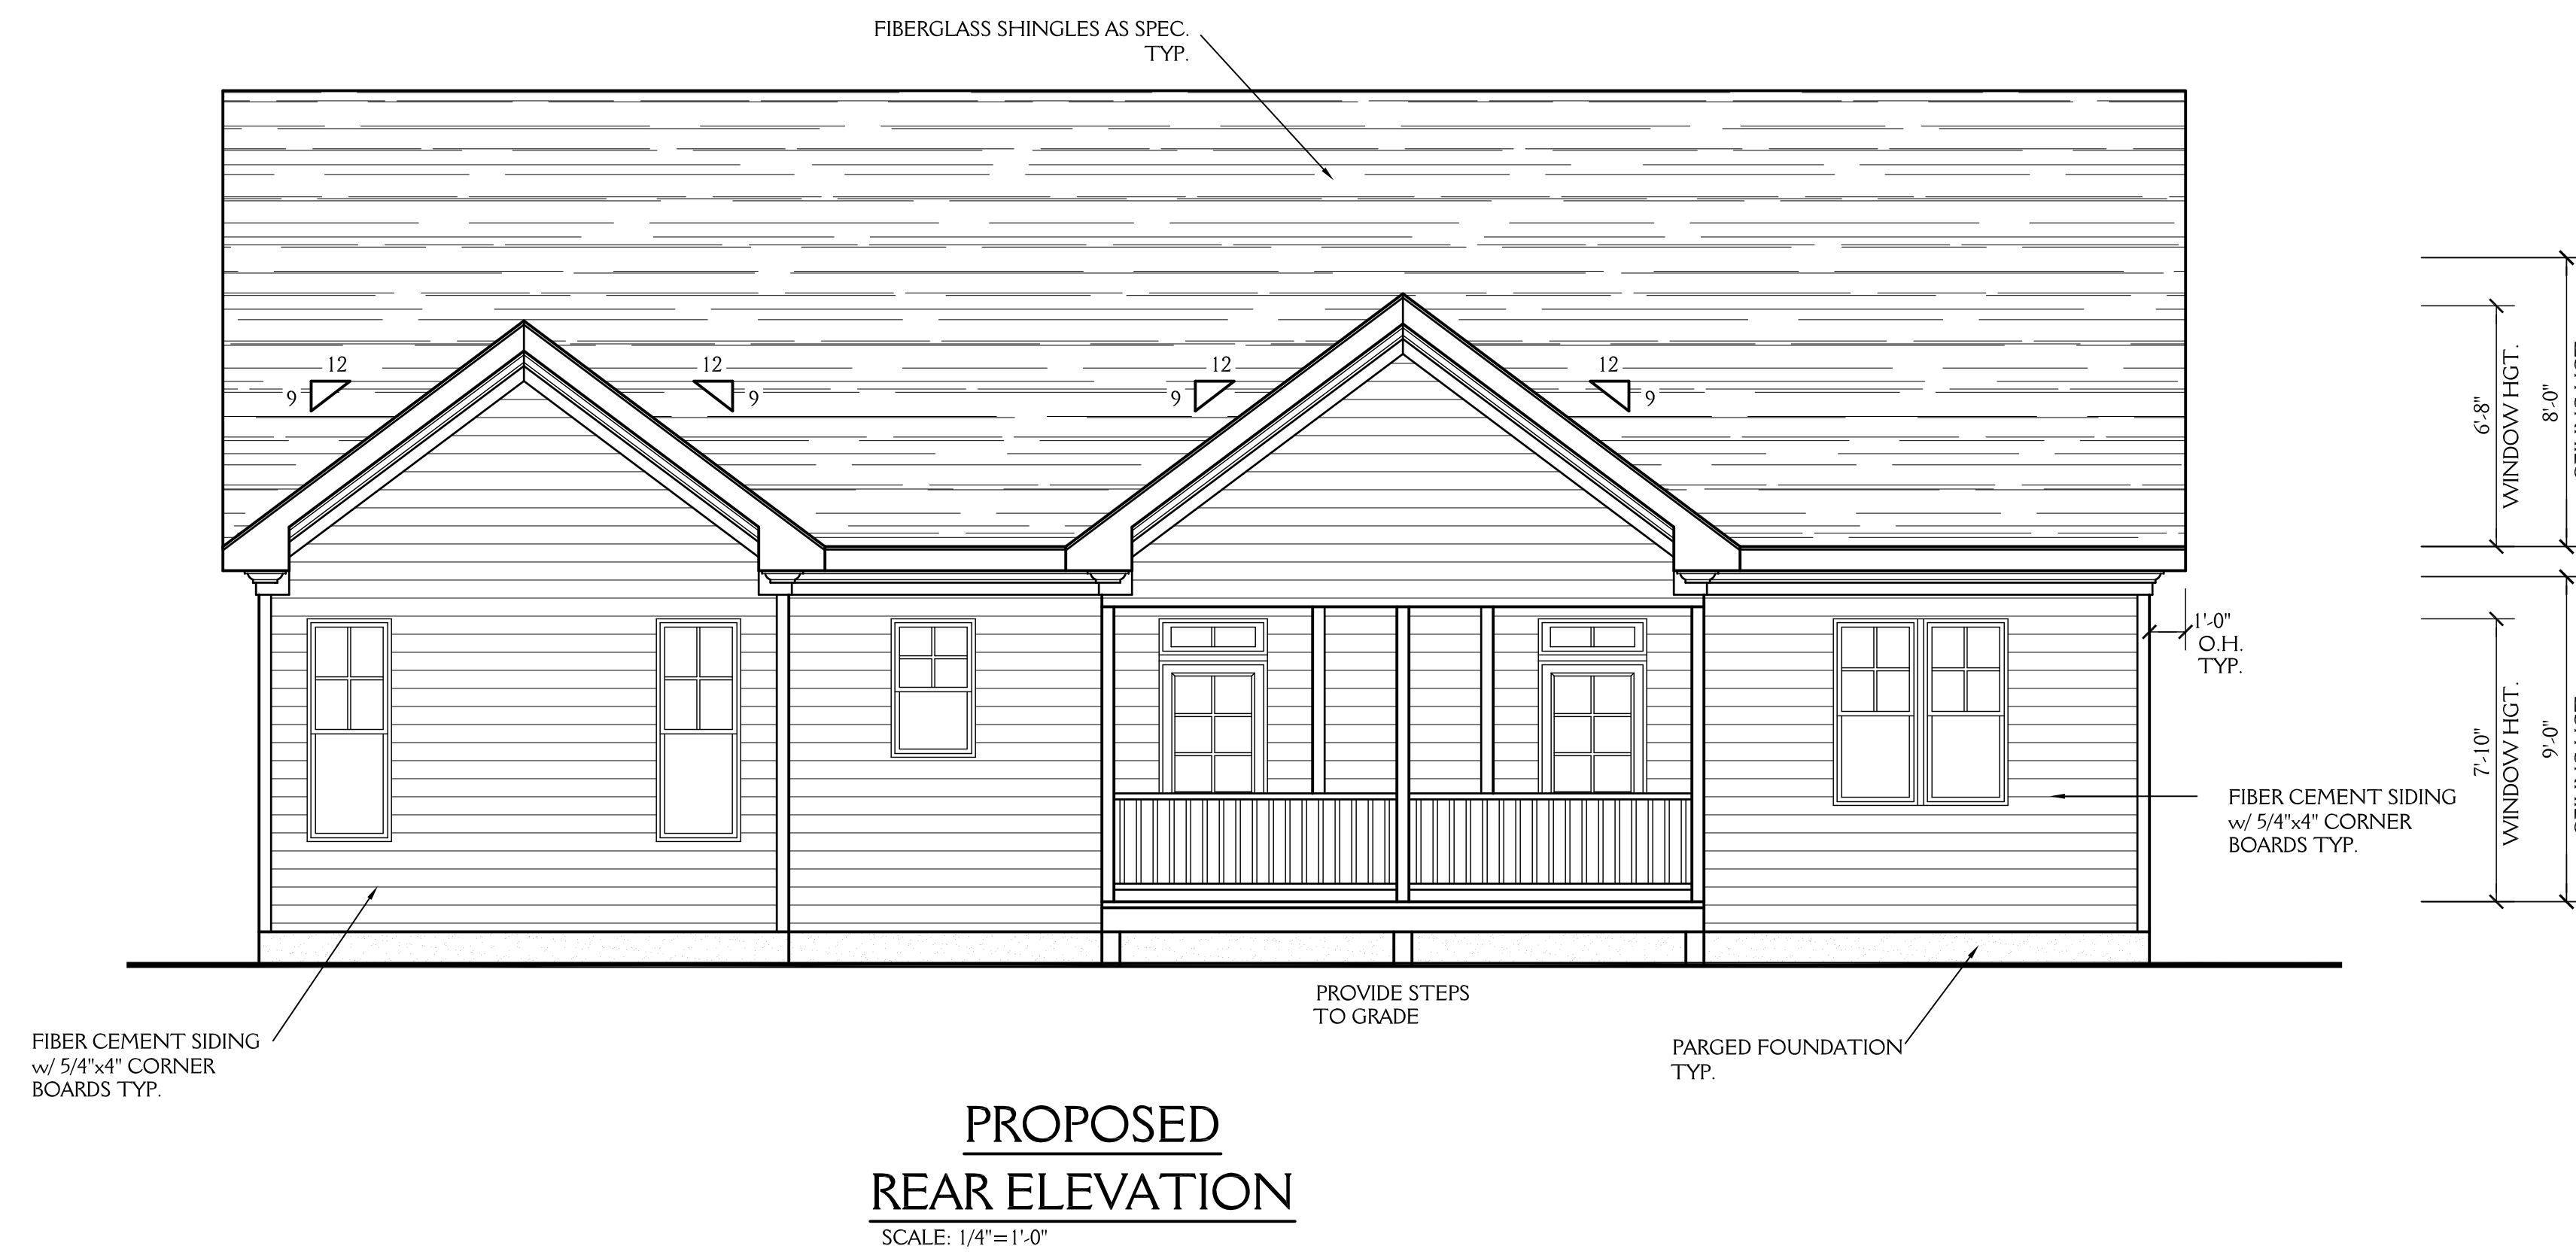 FIBERGLASS SHINGLES AS SPEC.
TYP.
12
9
12
9
12
9
12
9
6'-8"
WINDOW HGT.
8'-0"
1'-0"
O.H.
TYP.
7'-10"
WINDOW HGT.
9'-0"
FIBER CEMENT SIDING
w/ 5/4"x4" CORNER
BOARDS TYP.
PROVIDE STEPS
TO GRADE
FIBER CEMENT SIDING
w/ 5/4"x4" CORNER
BOARDS TYP.
PARGED FOUNDATION
TYP.
PROPOSED
REAR ELEVATION
SCALE: 1/4"=1'-0"